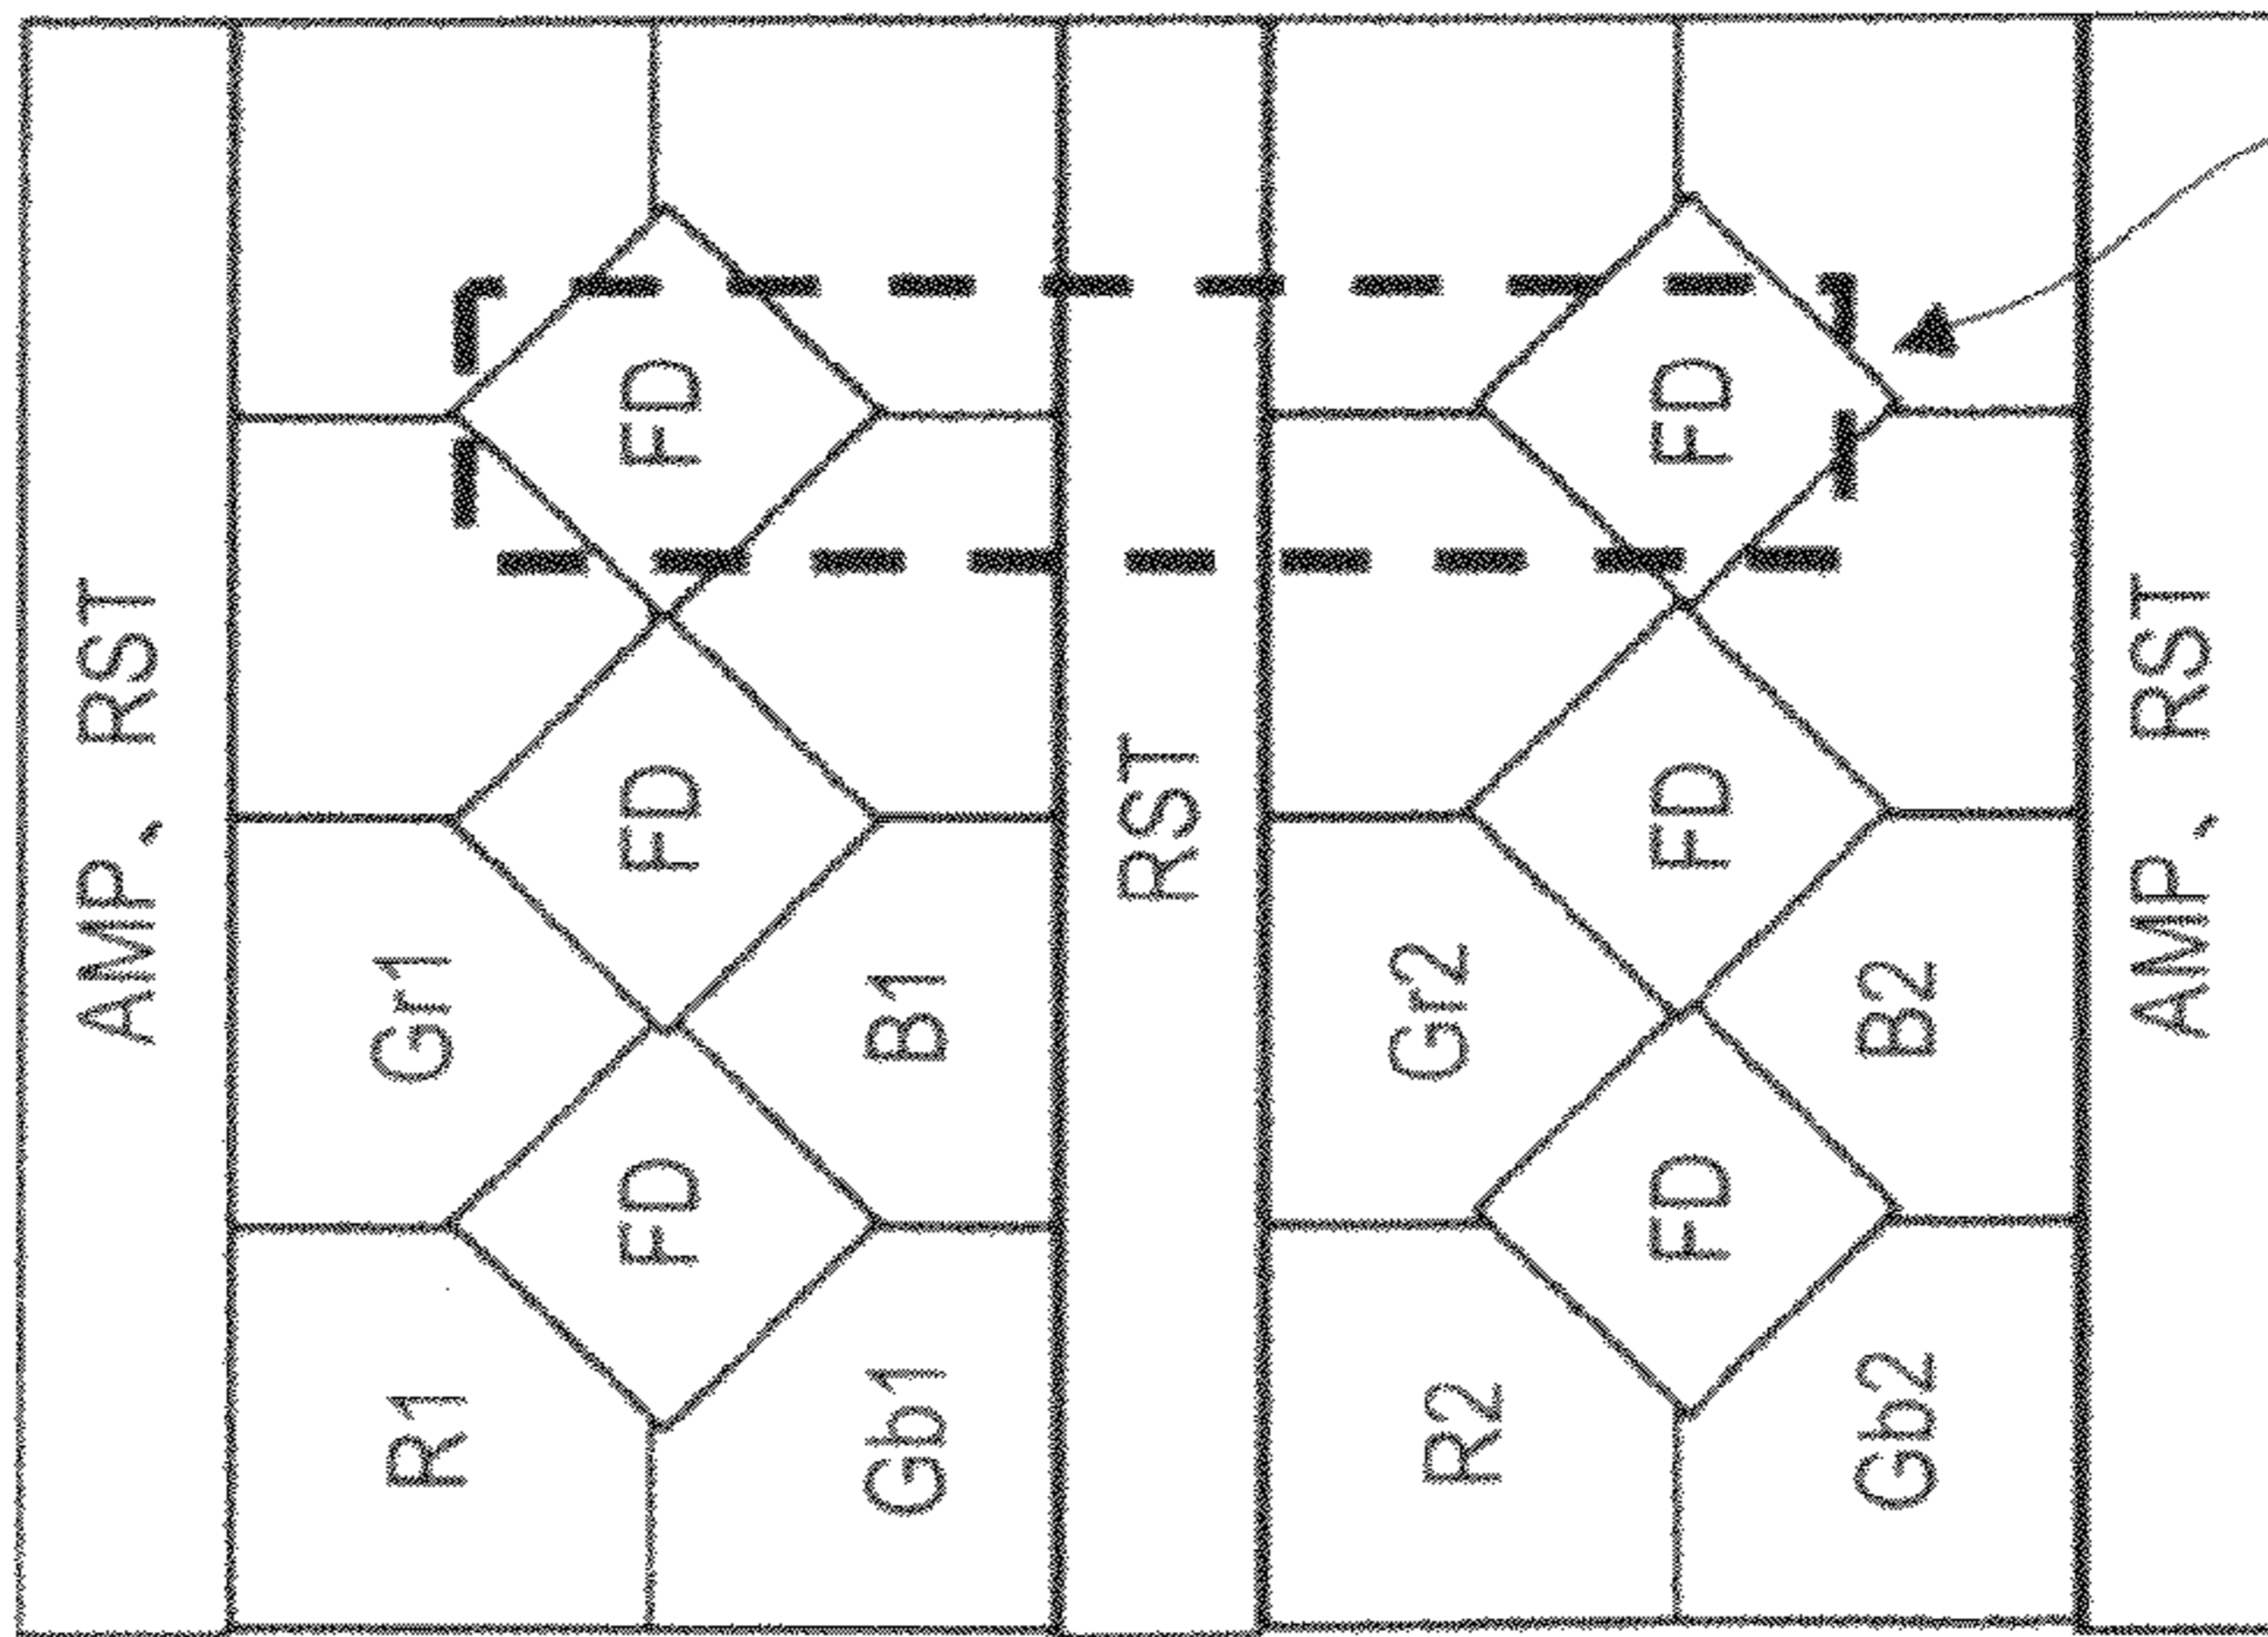 AMP、 RST
R1 Gr1
FD FD FD
Gb1 B1
RST
R2 Gr2
FD FD FD
Gb2 B2
AMP、 RST